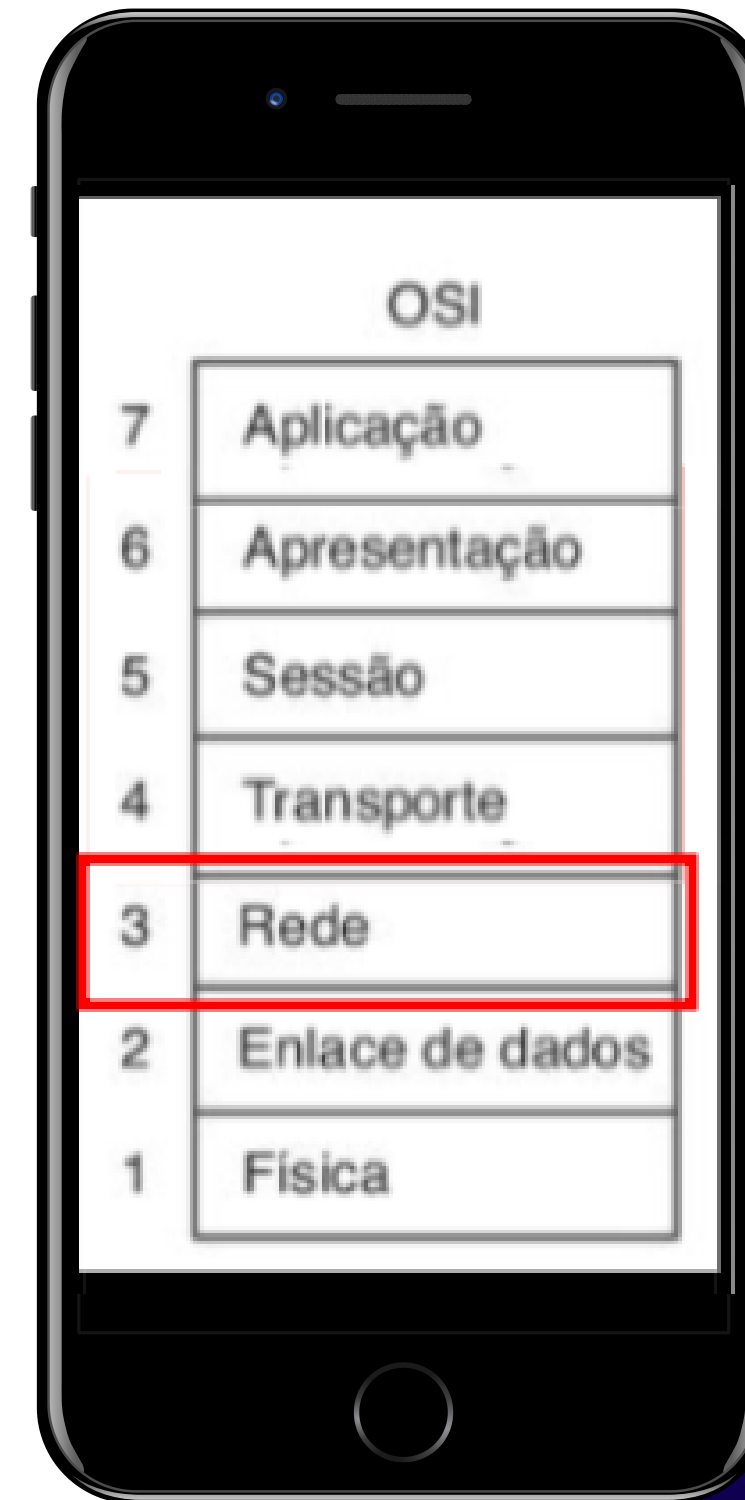 OSI
7 Aplicação
6 Apresentação
5 Sessão
4 Transporte
3 Rede
2 Enlace de dados
1 Física